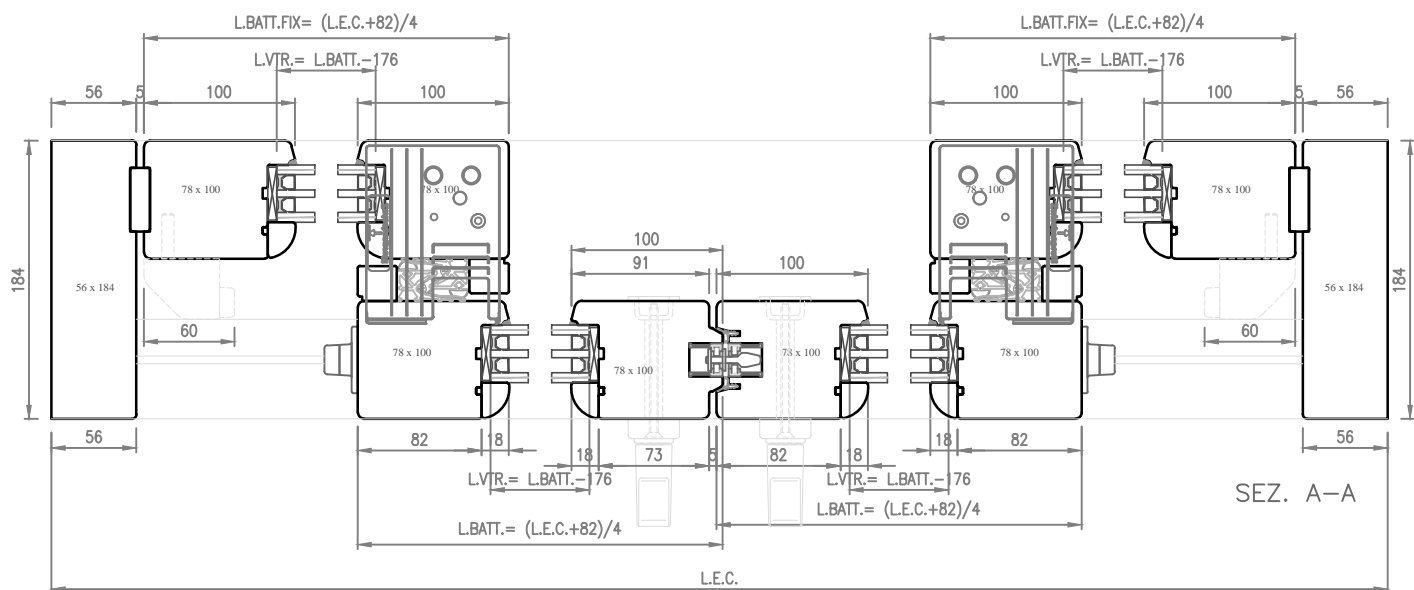 L.BATT.FIX= (L.E.C.+82)/4 L.BATT.FIX= (L.E.C.+82)/4
L.VTR.= L.BATT.-176 L.VTR.= L.BATT.-176
56 5 100 100 100 100 5 56
78 x 100 78 x 100 78 x 100 78 x 100
100
91 100
184 56 x 184 56 x 184 184
60 60
78 x 100 78 x 100 73 x 100 78 x 100
56 82 18 18 73 5 82 18 18 82 56
L.VTR.= L.BATT.-176 L.VTR.= L.BATT.-176
SEZ. A-A
L.BATT.= (L.E.C.+82)/4 L.BATT.= (L.E.C.+82)/4
L.E.C.